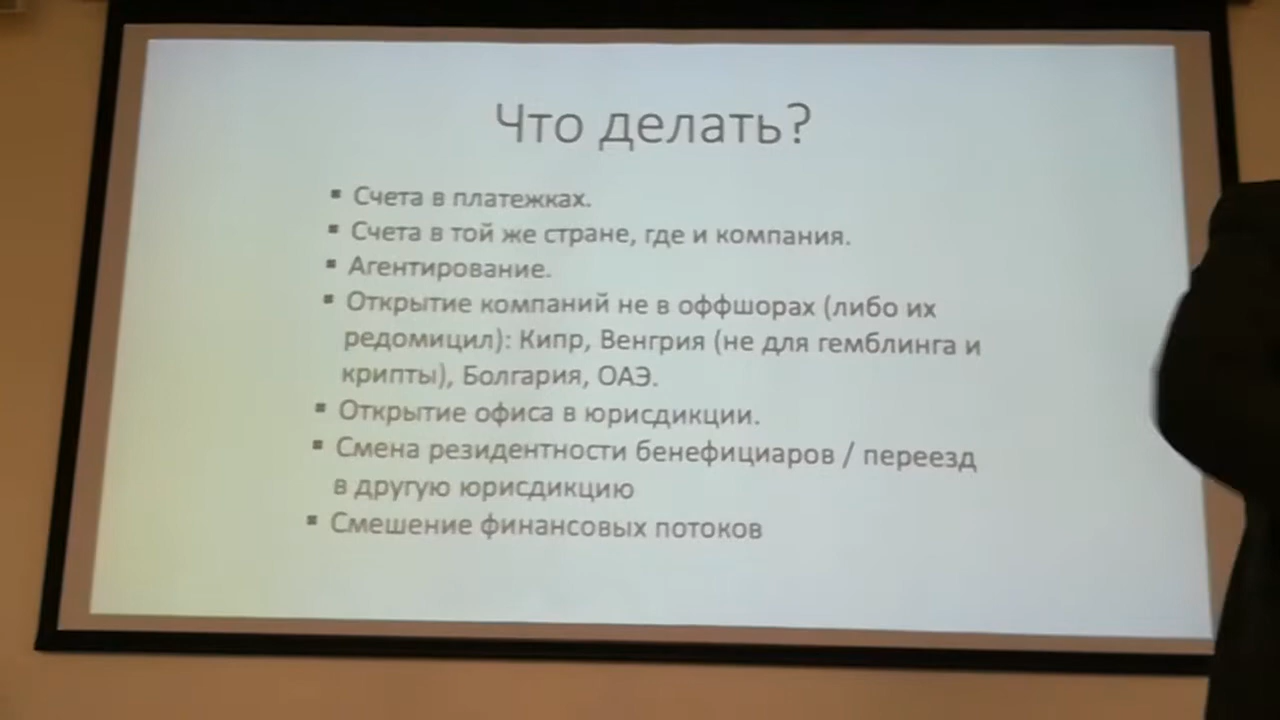 Что делать?
▪ Счета в платежках.
▪ Счета в той же стране, где и компания.
▪ Агентирование.
▪ Открытие компаний не в оффшорах (либо их
редомицил): Кипр, Венгрия (не для гемблинга и
крипты), Болгария, ОАЭ.
▪ Открытие офиса в юрисдикции.
▪ Смена резидентности бенефициаров / переезд
в другую юрисдикцию
▪ Смешение финансовых потоков